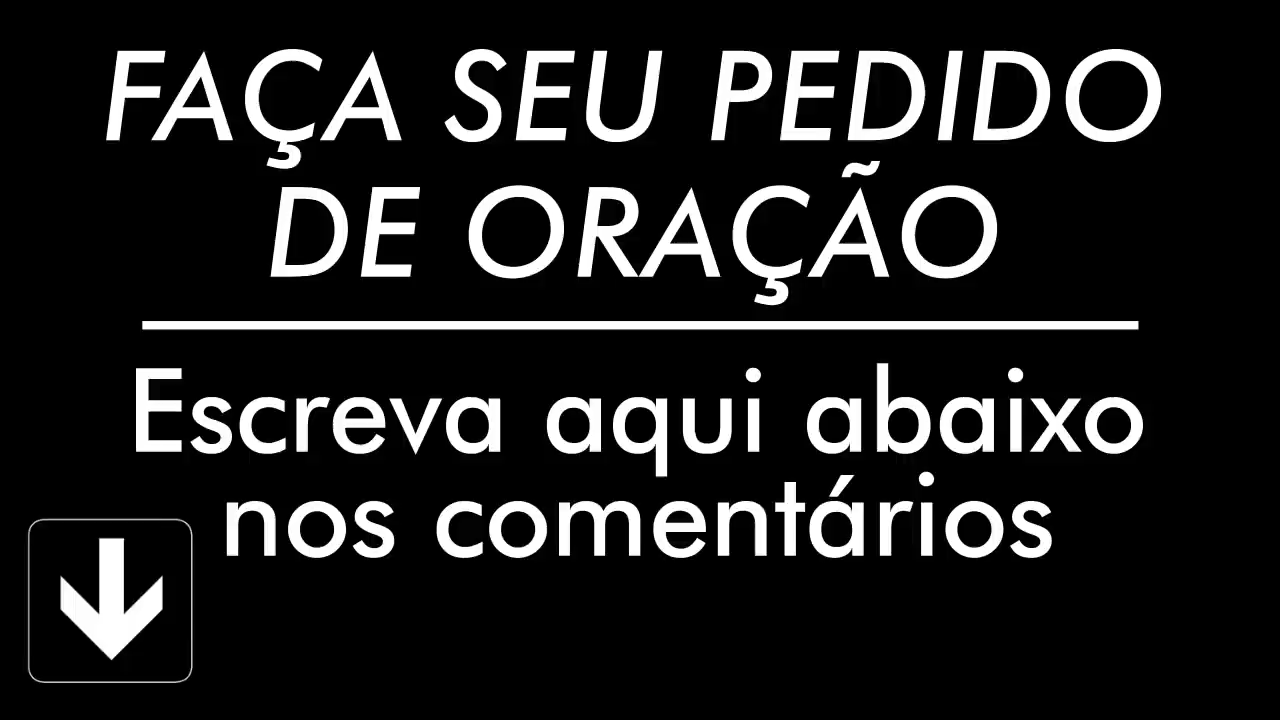 FAÇA SEU PEDIDO
DE ORAÇÃO
Escreva aqui abaixo
nos comentários